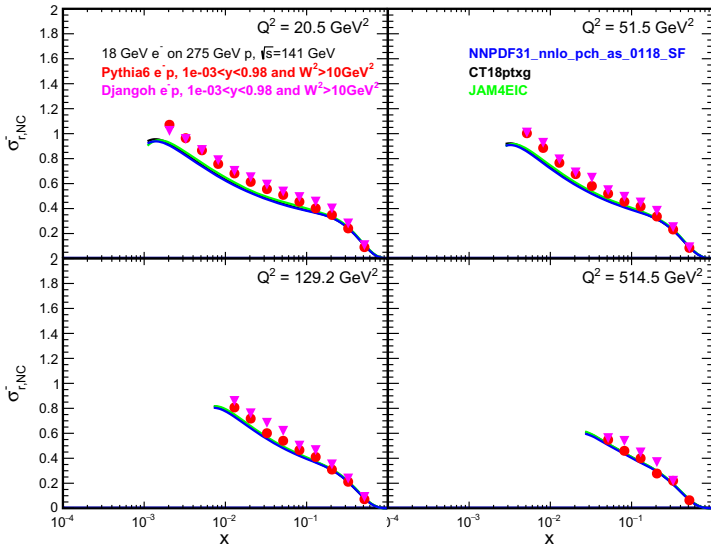 Q² = 20.5 GeV²
18 GeV e⁻ on 275 GeV p, √s=141 GeV
Pythia6 e⁻p, 1e-03<y<0.98 and W²>10GeV²
Djangoh e⁻p, 1e-03<y<0.98 and W²>10GeV²
σ⁻r,NC
2
1.8
1.6
1.4
1.2
1
0.8
0.6
0.4
0.2
Q² = 51.5 GeV²
NNPDF31_nnlo_pch_as_0118_SF
CT18ptxg
JAM4EIC
Q² = 129.2 GeV²
σ⁻r,NC
2
1.8
1.6
1.4
1.2
1
0.8
0.6
0.4
0.2
0
10⁻⁴ 10⁻³ 10⁻² 10⁻¹
x
Q² = 514.5 GeV²
10⁻⁴ 10⁻³ 10⁻² 10⁻¹
x